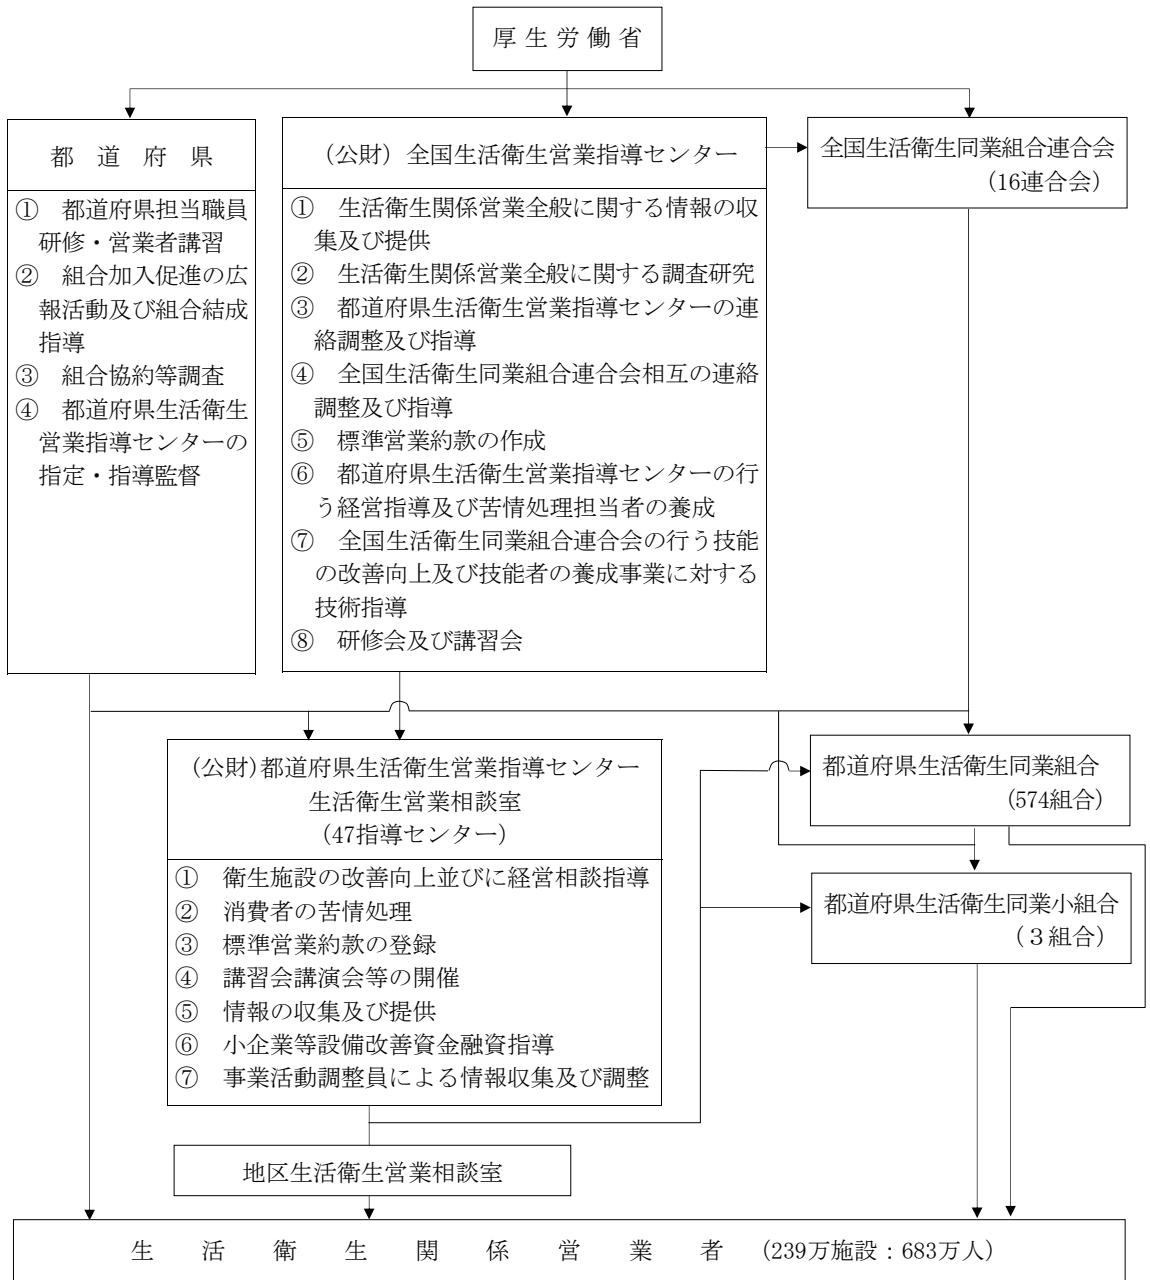 厚生労働省
都道府県
① 都道府県担当職員
研修・営業者講習
② 組合加入促進の広
報活動及び組合結成
指導
③ 組合協約等調査
④ 都道府県生活衛生
営業指導センターの
指定・指導監督
(公財) 全国生活衛生営業指導センター
① 生活衛生関係営業全般に関する情報の収
集及び提供
② 生活衛生関係営業全般に関する調査研究
③ 都道府県生活衛生営業指導センターの連
絡調整及び指導
④ 全国生活衛生同業組合連合会相互の連絡
調整及び指導
⑤ 標準営業約款の作成
⑥ 都道府県生活衛生営業指導センターの行
う経営指導及び苦情処理担当者の養成
⑦ 全国生活衛生同業組合連合会の行う技能
の改善向上及び技能者の養成事業に対する
技術指導
⑧ 研修会及び講習会
全国生活衛生同業組合連合会
(16連合会)
(公財)都道府県生活衛生営業指導センター
生活衛生営業相談室
(47指導センター)
① 衛生施設の改善向上並びに経営相談指導
② 消費者の苦情処理
③ 標準営業約款の登録
④ 講習会講演会等の開催
⑤ 情報の収集及び提供
⑥ 小企業等設備改善資金融資指導
⑦ 事業活動調整員による情報収集及び調整
都道府県生活衛生同業組合
(574組合)
都道府県生活衛生同業小組合
(3組合)
地区生活衛生営業相談室
生活衛生関係営業者 (239万施設：683万人)